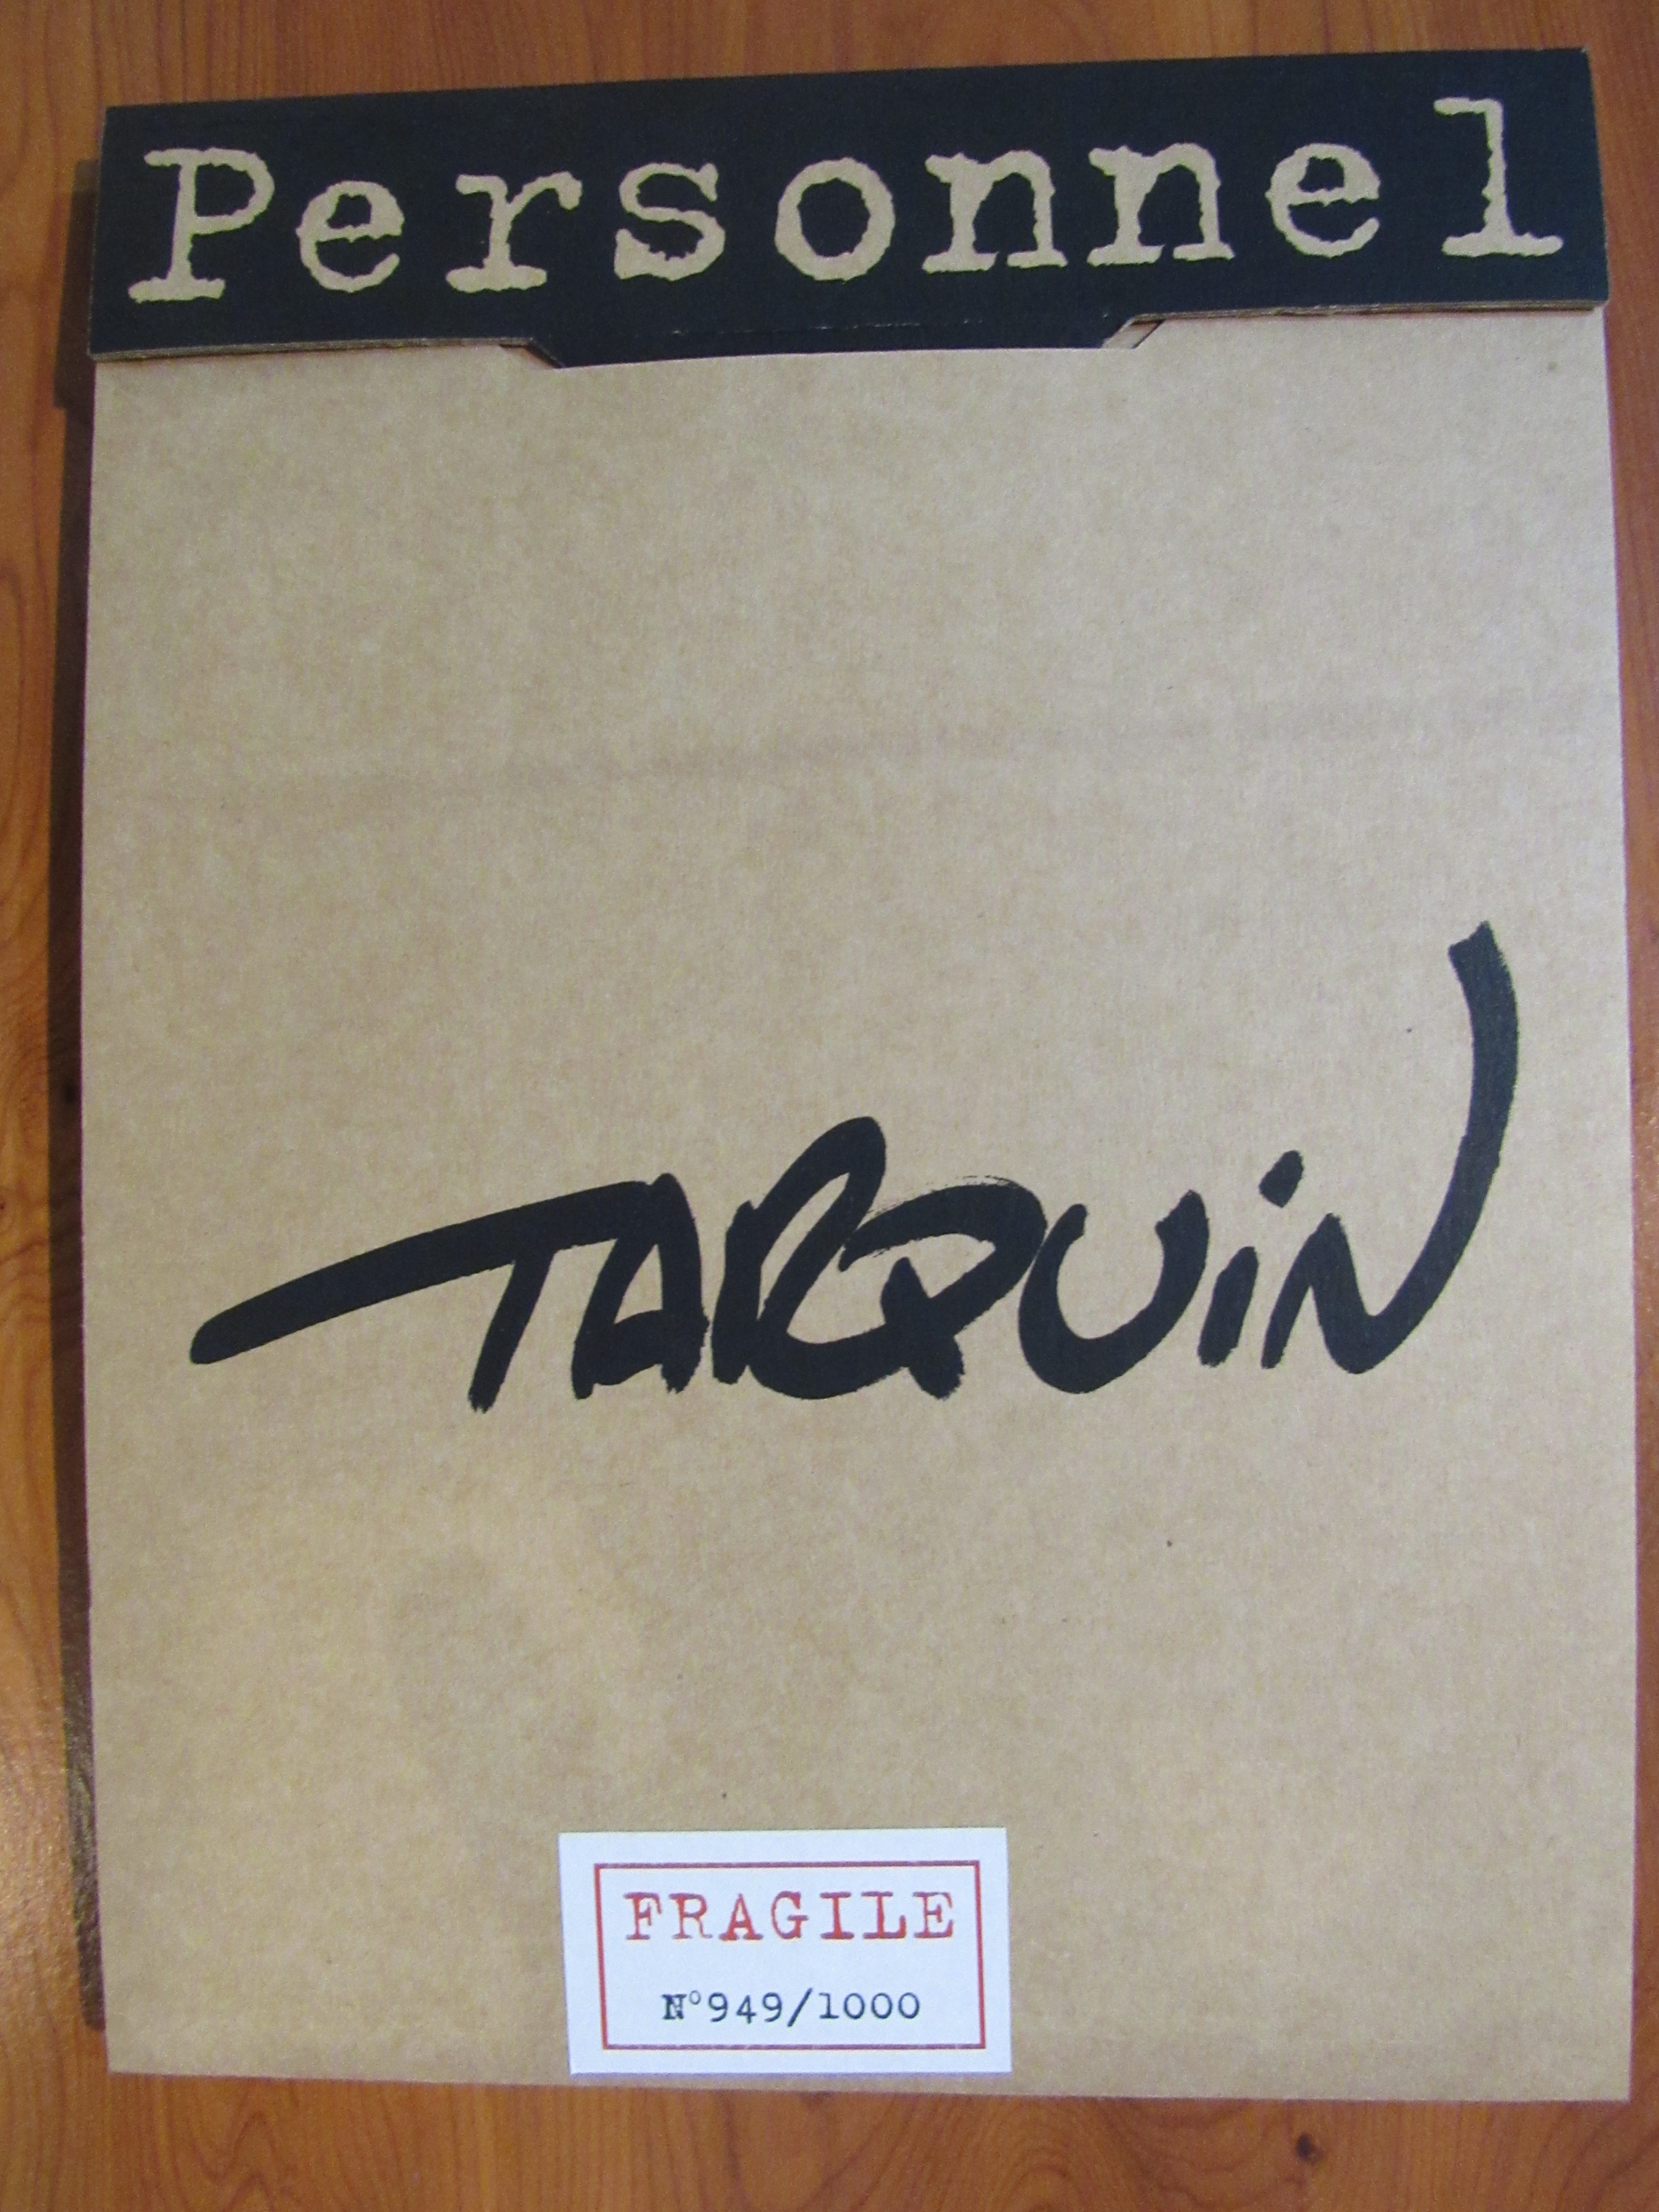 Personnel
TARQUiN
FRAGILE
N°949/1000